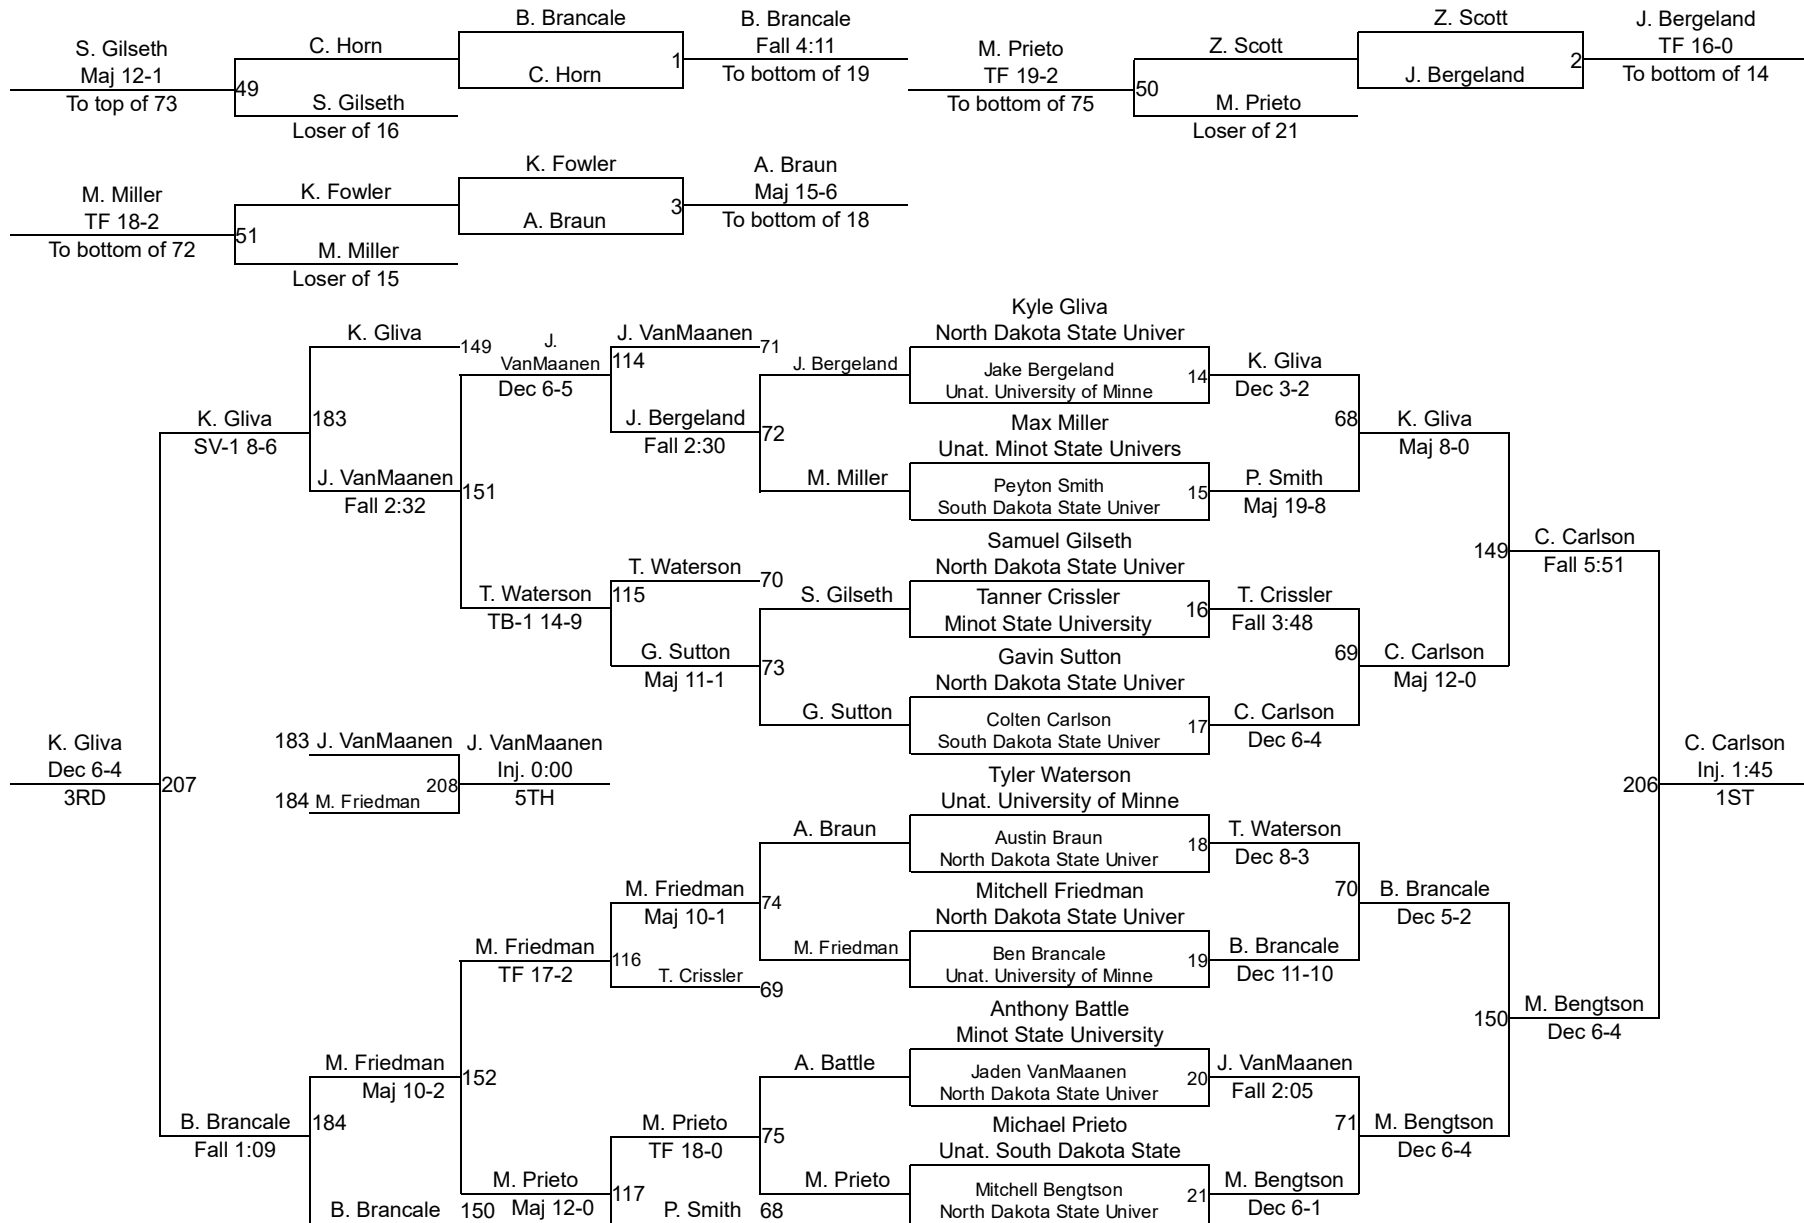 S. Gilseth
Maj 12-1
To top of 73
C. Horn
49
S. Gilseth
Loser of 16
B. Brancale
C. Horn
1
B. Brancale
Fall 4:11
To bottom of 19
M. Prieto
TF 19-2
To bottom of 75
Z. Scott
50
M. Prieto
Loser of 21
Z. Scott
J. Bergeland
2
J. Bergeland
TF 16-0
To bottom of 14
M. Miller
TF 18-2
To bottom of 72
K. Fowler
51
M. Miller
Loser of 15
K. Fowler
A. Braun
3
A. Braun
Maj 15-6
To bottom of 18
K. Gliva
149
J.
VanMaanen
Dec 6-5
J. VanMaanen
71
114
J. Bergeland
Fall 2:30
J. Bergeland
72
M. Miller
Kyle Gliva
North Dakota State Univer
Jake Bergeland
Unat. University of Minne
14
K. Gliva
Dec 3-2
Max Miller
Unat. Minot State Univers
Peyton Smith
South Dakota State Univer
15
P. Smith
Maj 19-8
68
K. Gliva
Maj 8-0
K. Gliva
SV-1 8-6
183
J. VanMaanen
Fall 2:32
151
T. Waterson
TB-1 14-9
T. Waterson
70
115
G. Sutton
Maj 11-1
S. Gilseth
73
G. Sutton
Samuel Gilseth
North Dakota State Univer
Tanner Crissler
Minot State University
16
T. Crissler
Fall 3:48
Gavin Sutton
North Dakota State Univer
Colten Carlson
South Dakota State Univer
17
C. Carlson
Dec 6-4
69
C. Carlson
Maj 12-0
149
C. Carlson
Fall 5:51
K. Gliva
Dec 6-4
3RD
207
183 J. VanMaanen
184 M. Friedman
208
J. VanMaanen
Inj. 0:00
5TH
206
C. Carlson
Inj. 1:45
1ST
Tyler Waterson
Unat. University of Minne
A. Braun
Austin Braun
North Dakota State Univer
18
T. Waterson
Dec 8-3
M. Friedman
Maj 10-1
74
M. Friedman
Mitchell Friedman
North Dakota State Univer
Ben Brancale
Unat. University of Minne
19
B. Brancale
Dec 11-10
70
B. Brancale
Dec 5-2
M. Friedman
TF 17-2
116
T. Crissler
69
Anthony Battle
Minot State University
A. Battle
Jaden VanMaanen
North Dakota State Univer
20
J. VanMaanen
Fall 2:05
150
M. Bengtson
Dec 6-4
M. Friedman
Maj 10-2
152
B. Brancale
Fall 1:09
184
M. Prieto
TF 18-0
75
Michael Prieto
Unat. South Dakota State
71
M. Bengtson
Dec 6-4
M. Prieto
Maj 12-0
117
M. Prieto
Mitchell Bengtson
North Dakota State Univer
21
M. Bengtson
Dec 6-1
B. Brancale
150
P. Smith
68